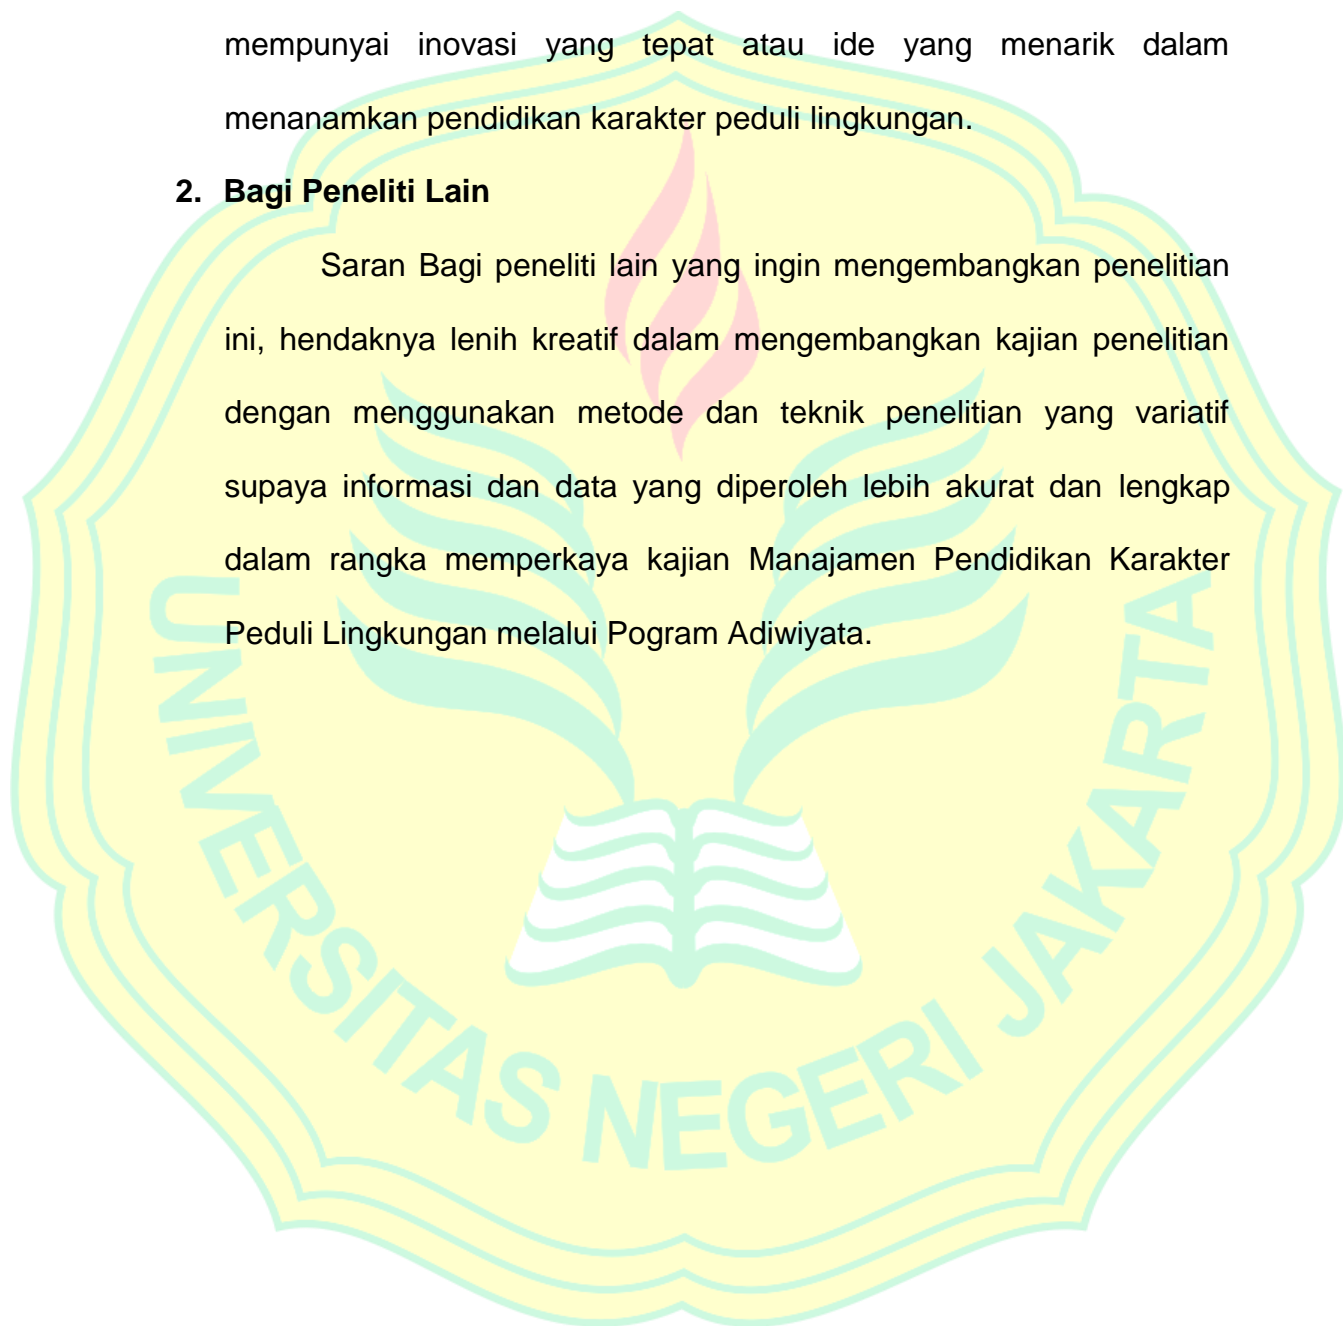 mempunyai inovasi yang tepat atau ide yang menarik dalam
menanamkan pendidikan karakter peduli lingkungan.
2. Bagi Peneliti Lain
Saran Bagi peneliti lain yang ingin mengembangkan penelitian
ini, hendaknya lenih kreatif dalam mengembangkan kajian penelitian
dengan menggunakan metode dan teknik penelitian yang variatif
supaya informasi dan data yang diperoleh lebih akurat dan lengkap
dalam rangka memperkaya kajian Manajamen Pendidikan Karakter
Peduli Lingkungan melalui Pogram Adiwiyata.
UNIVERSITAS NEGERI JAKARTA